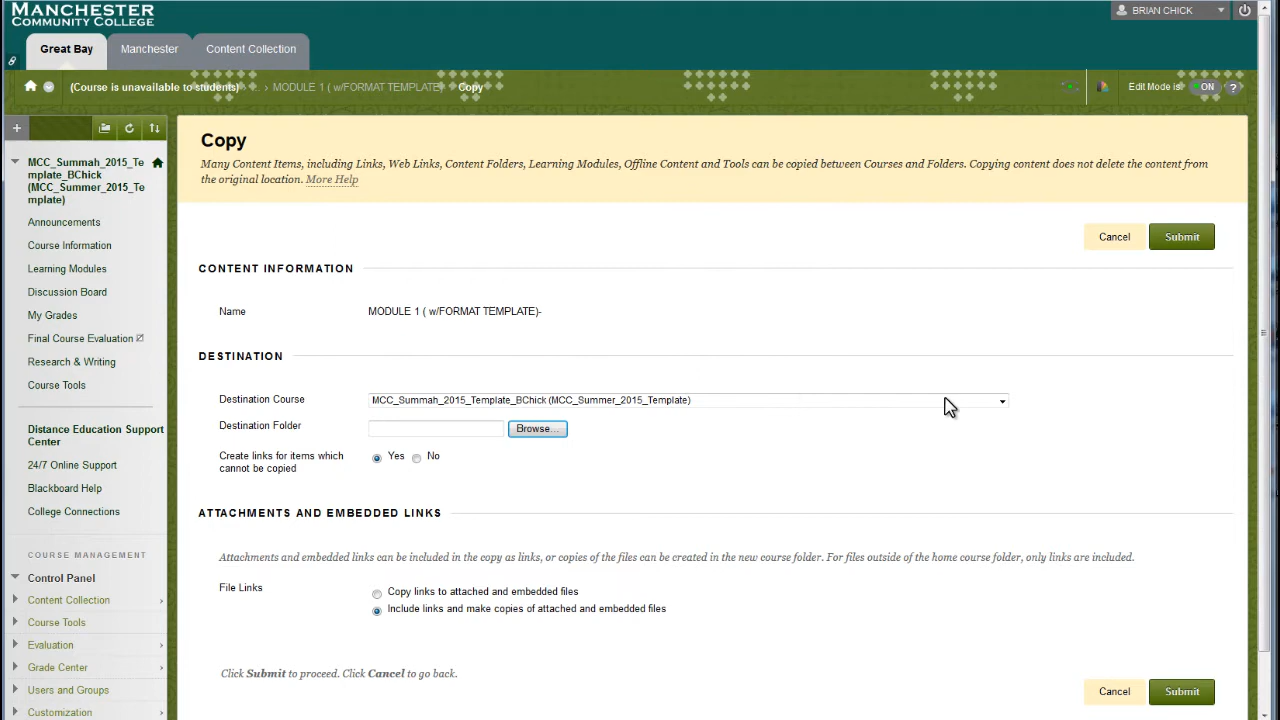 MANCHESTER
COMMUNITY COLLEGE
BRIAN CHICK
Great Bay
Manchester
Content Collection
(Course is unavailable to students) > MODULE 1 ( w/FORMAT TEMPLATE) Copy
Edit Mode is: ON ?
Copy
Many Content Items, including Links, Web Links, Content Folders, Learning Modules, Offline Content and Tools can be copied between Courses and Folders. Copying content does not delete the content from
the original location. More Help
Cancel
Submit
MCC_Summah_2015_Te
mplate_BChick
(MCC_Summer_2015_Te
mplate)
Announcements
Course Information
Learning Modules
Discussion Board
My Grades
Final Course Evaluation
Research & Writing
Course Tools
Distance Education Support
Center
24/7 Online Support
Blackboard Help
College Connections
COURSE MANAGEMENT
Control Panel
Content Collection
Course Tools
Evaluation
Grade Center
Users and Groups
Customization
CONTENT INFORMATION
Name MODULE 1 ( w/FORMAT TEMPLATE)-
DESTINATION
Destination Course MCC_Summah_2015_Template_BChick (MCC_Summer_2015_Template)
Destination Folder Browse...
Create links for items which Yes No
cannot be copied
ATTACHMENTS AND EMBEDDED LINKS
Attachments and embedded links can be included in the copy as links, or copies of the files can be created in the new course folder. For files outside of the home course folder, only links are included.
File Links Copy links to attached and embedded files
Include links and make copies of attached and embedded files
Click Submit to proceed. Click Cancel to go back.
Cancel
Submit